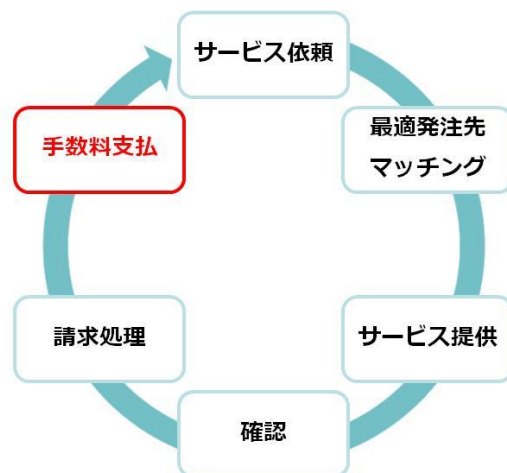 サービス依頼
最適発注先
マッチング
サービス提供
確認
請求処理
手数料支払